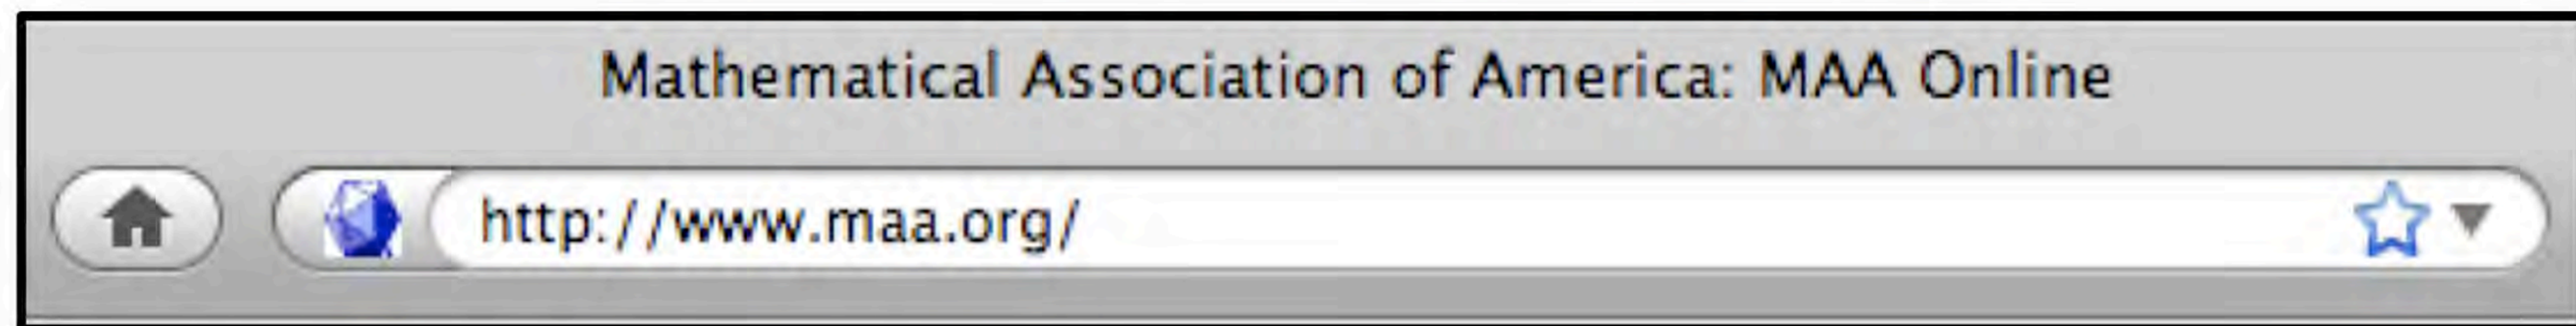 Mathematical Association of America: MAA Online
http://www.maa.org/